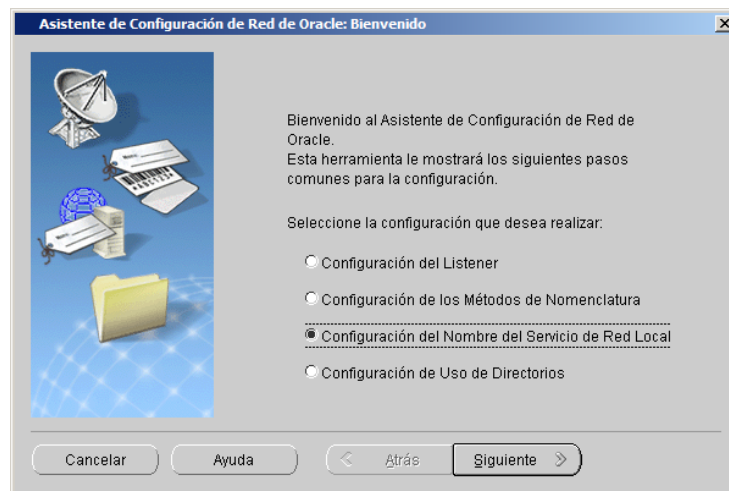 Asistente de Configuración de Red de Oracle: Bienvenido
Bienvenido al Asistente de Configuración de Red de
Oracle.
Esta herramienta le mostrará los siguientes pasos
comunes para la configuración.
Seleccione la configuración que desea realizar:
Configuración del Listener
Configuración de los Métodos de Nomenclatura
Configuración del Nombre del Servicio de Red Local
Configuración de Uso de Directorios
Cancelar Ayuda Atrás Siguiente